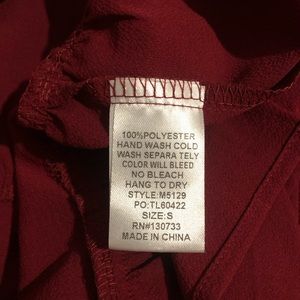 100%POLYESTER
HAND WASH COLD
WASH SEPARA TELY
COLOR WILL BLEED
NO BLEACH
HANG TO DRY
STYLE:M5129
PO:TL60422
SIZE:S
RN#130733
MADE IN CHINA